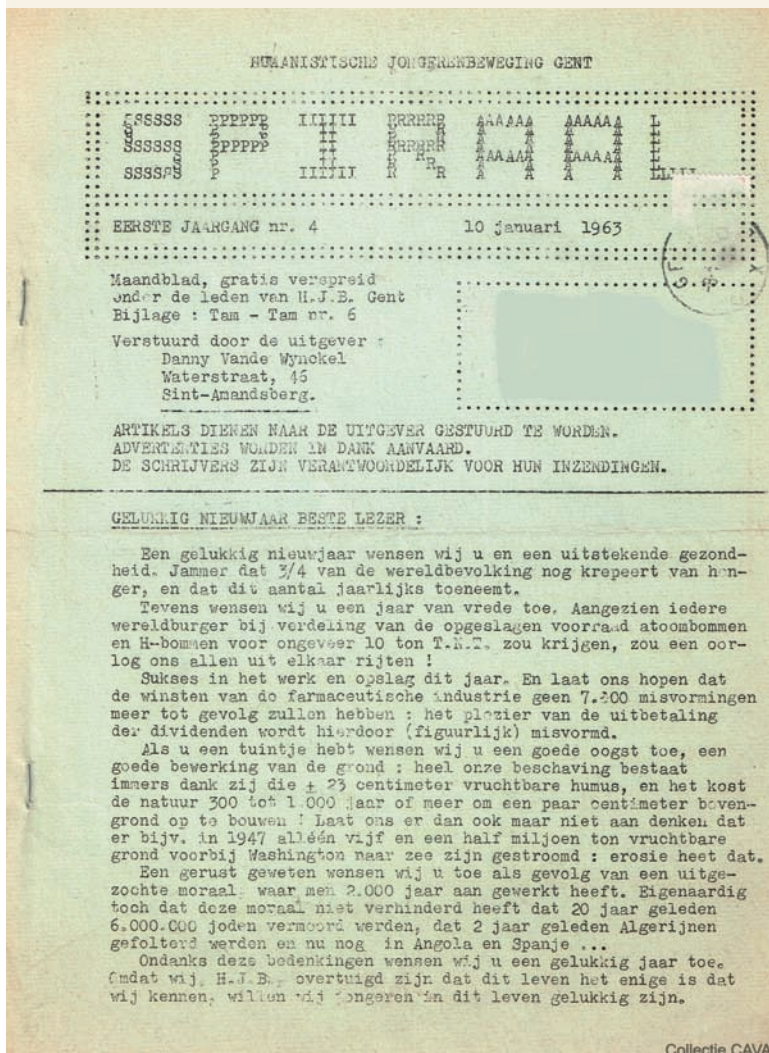 HUMANISTISCHE JONGERENBEWEGING GENT
SPIRAAL
EERSTE JAARGANG nr. 4 10 januari 1963
Maandblad, gratis verspreid
onder de leden van H.J.B. Gent
Bijlage : Tam - Tam nr. 6
Verstuurd door de uitgever :
Danny Vande Wynckel
Waterstraat, 46
Sint-Amandsberg.
ARTIKELS DIENEN NAAR DE UITGEVER GESTUURD TE WORDEN.
ADVERTENTIES WORDEN IN DANK AANVAARD.
DE SCHRIJVERS ZIJN VERANTWOORDELIJK VOOR HUN INZENDINGEN.
GELUKKIG NIEUWJAAR BESTE LEZER :
Een gelukkig nieuwjaar wensen wij u en een uitstekende gezond-
heid. Jammer dat 3/4 van de wereldbevolking nog krepeert van hon-
ger, en dat dit aantal jaarlijks toeneemt.
Tevens wensen wij u een jaar van vrede toe. Aangezien iedere
wereldburger bij verdeling van de opgeslagen voorraad atoombommen
en H-bommen voor ongeveer 10 ton T.N.T. zou krijgen, zou een oor-
log ons allen uit elkaar rijten !
Sukses in het werk en opslag dit jaar. En laat ons hopen dat
de winsten van de farmaceutische industrie geen misvormingen
meer tot gevolg zullen hebben : het plezier van de uitbetaling
der dividenden wordt hierdoor (figuurlijk) misvormd.
Als u een tuintje hebt wensen wij u een goede oogst toe, een
goede bewerking van de grond : heel onze beschaving bestaat
immers dank zij die ± 23 centimeter vruchtbare humus, en het kost
de natuur 300 tot 1.000 jaar of meer om een paar centimeter boven-
grond op te bouwen ! Laat ons er dan ook maar niet aan denken dat
er bijv. in 1947 alléén vijf en een half miljoen ton vruchtbare
grond voorbij Washington naar zee zijn gestroomd : erosie heet dat.
Een gerust geweten wensen wij u toe als gevolg van een uitge-
zochte moraal waar men 2.000 jaar aan gewerkt heeft. Eigenaardig
toch dat deze moraal niet verhinderd heeft dat 20 jaar geleden
6.000.000 joden vermoord werden, dat 2 jaar geleden Algerijnen
gefolterd werden en nu nog in Angola en Spanje ...
Ondanks deze bedenkingen wensen wij u een gelukkig jaar toe.
Omdat wij, H.J.B., overtuigd zijn dat dit leven het enige is dat
wij kennen, willen wij jongeren in dit leven gelukkig zijn.
Collectie CAVA